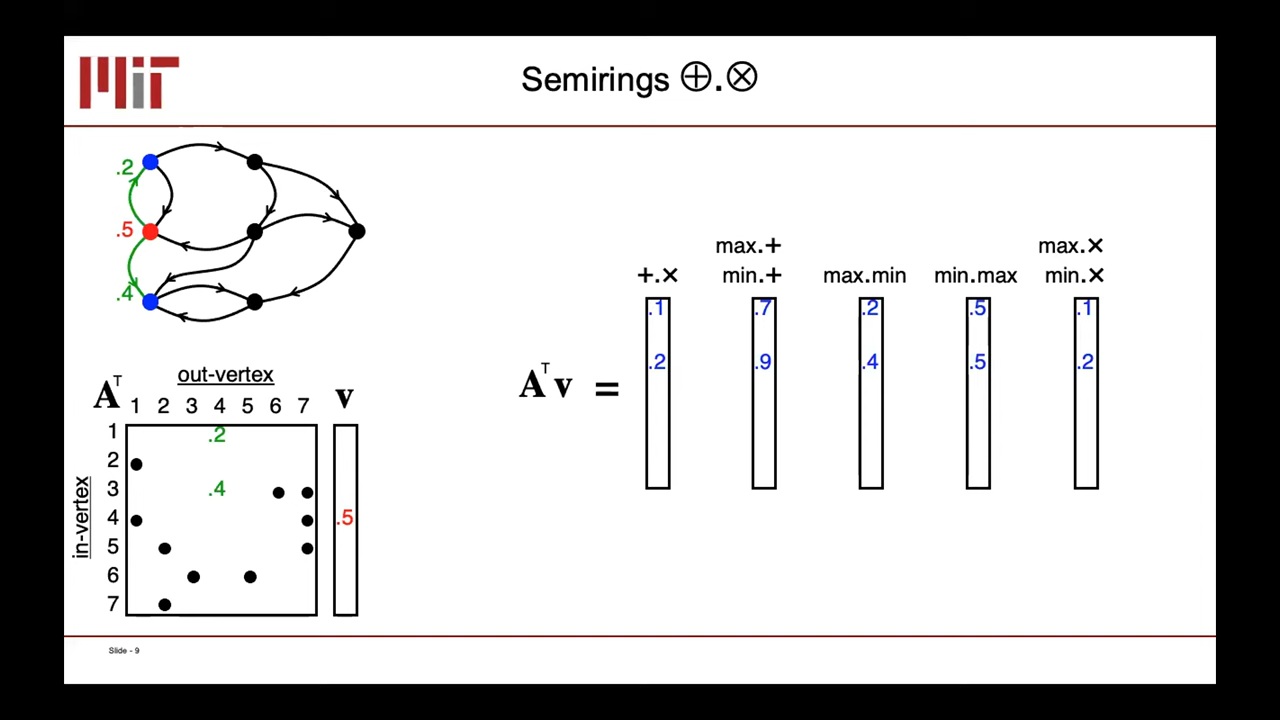 MIT
Semirings ⊕.⊗
.2
.5
.4
A^T out-vertex v
1 2 3 4 5 6 7
in-vertex
1 .2
2
3 .4
4 .5
5
6
7
A^T v =
+.× max.+ min.+ max.min min.max max.× min.×
.1 .7 .2 .5 .1
.2 .9 .4 .5 .2
Slide - 9